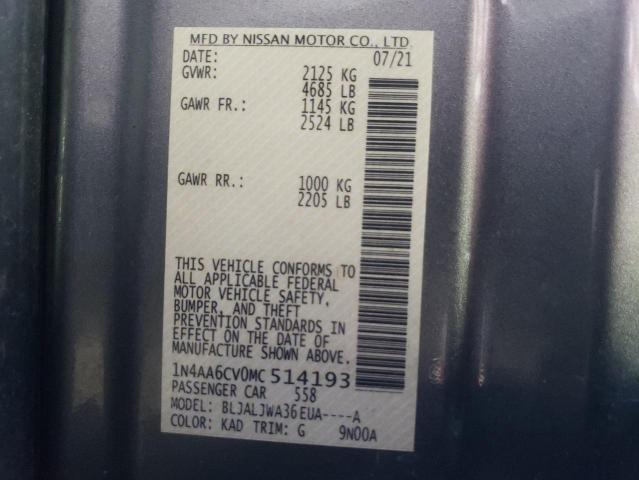 MFD BY NISSAN MOTOR CO., LTD.
DATE: 07/21
GVWR: 2125 KG
4685 LB
GAWR FR.: 1145 KG
2524 LB
GAWR RR.: 1000 KG
2205 LB
THIS VEHICLE CONFORMS TO
ALL APPLICABLE FEDERAL
MOTOR VEHICLE SAFETY,
BUMPER, AND THEFT
PREVENTION STANDARDS IN
EFFECT ON THE DATE OF
MANUFACTURE SHOWN ABOVE.
1N4AA6CV0MC514193
PASSENGER CAR 558
MODEL: BLJALJWA36EUA----A
COLOR: KAD TRIM: G 9N00A